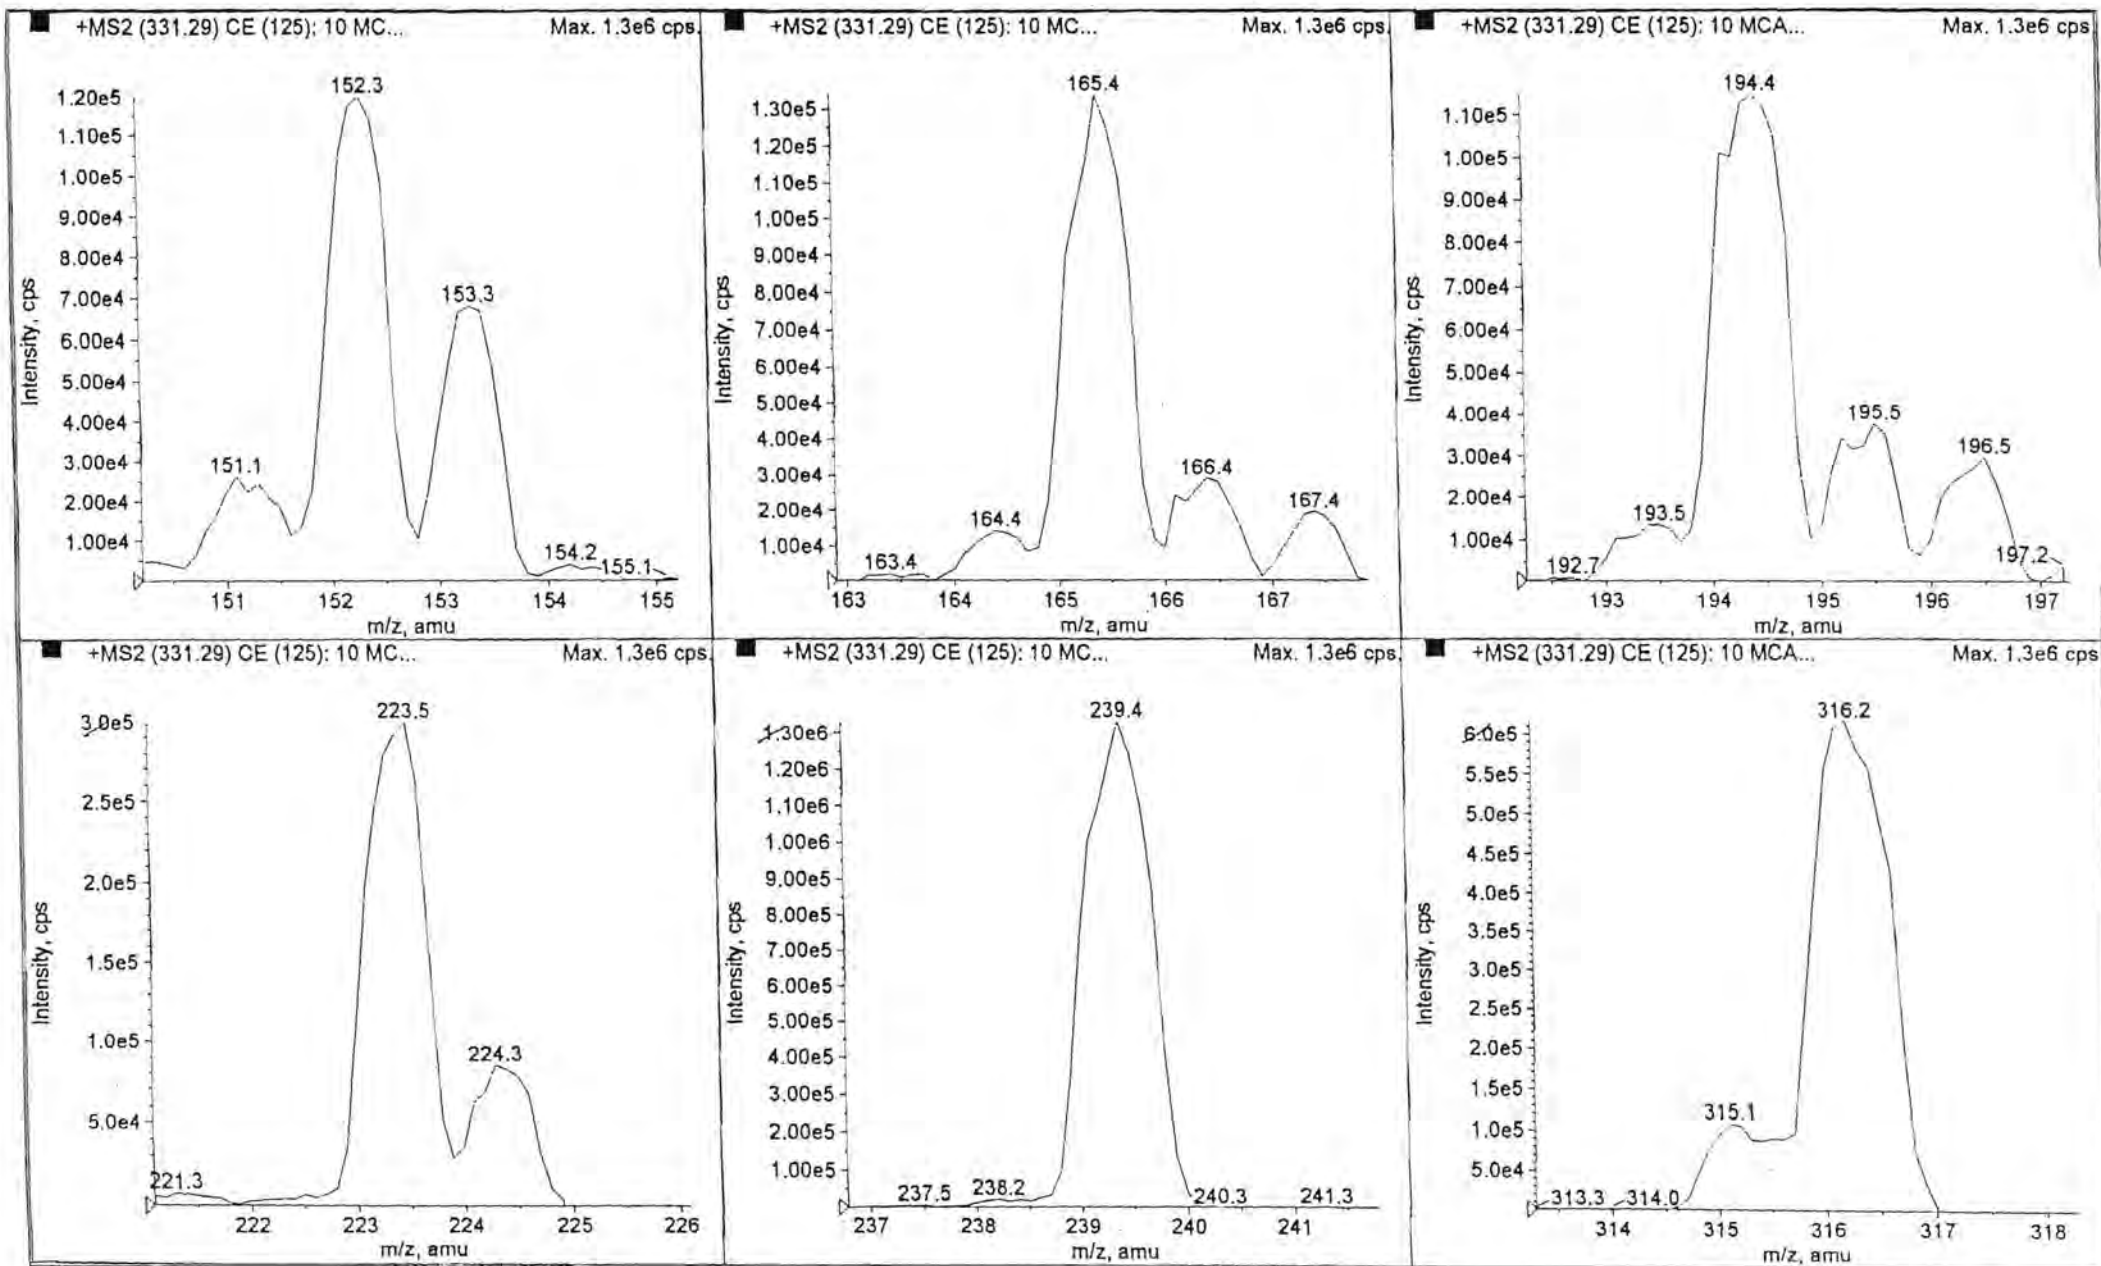 +MS2 (331.29) CE (125): 10 MC... Max. 1.3e6 cps.
152.3
1.20e5
1.10e5
1.00e5
9.00e4
8.00e4
7.00e4
6.00e4
5.00e4
4.00e4
3.00e4
2.00e4
1.00e4
153.3
151.1
154.2
155.1
151 152 153 154 155
m/z, amu
Intensity, cps
+MS2 (331.29) CE (125): 10 MC... Max. 1.3e6 cps.
165.4
1.30e5
1.20e5
1.10e5
1.00e5
9.00e4
8.00e4
7.00e4
6.00e4
5.00e4
4.00e4
3.00e4
2.00e4
1.00e4
163.4
164.4
166.4
167.4
163 164 165 166 167
m/z, amu
Intensity, cps
+MS2 (331.29) CE (125): 10 MCA... Max. 1.3e6 cps
194.4
1.10e5
1.00e5
9.00e4
8.00e4
7.00e4
6.00e4
5.00e4
4.00e4
3.00e4
2.00e4
1.00e4
192.7
193.5
195.5
196.5
197.2
193 194 195 196 197
m/z, amu
Intensity, cps
+MS2 (331.29) CE (125): 10 MC... Max. 1.3e6 cps.
223.5
3.0e5
2.5e5
2.0e5
1.5e5
1.0e5
5.0e4
221.3
224.3
222 223 224 225 226
m/z, amu
Intensity, cps
+MS2 (331.29) CE (125): 10 MC... Max. 1.3e6 cps.
239.4
1.30e6
1.20e6
1.10e6
1.00e6
9.00e5
8.00e5
7.00e5
6.00e5
5.00e5
4.00e5
3.00e5
2.00e5
1.00e5
237.5
238.2
240.3
241.3
237 238 239 240 241
m/z, amu
Intensity, cps
+MS2 (331.29) CE (125): 10 MCA... Max. 1.3e6 cps
316.2
6.0e5
5.5e5
5.0e5
4.5e5
4.0e5
3.5e5
3.0e5
2.5e5
2.0e5
1.5e5
1.0e5
5.0e4
313.3
314.0
315.1
314 315 316 317 318
m/z, amu
Intensity, cps